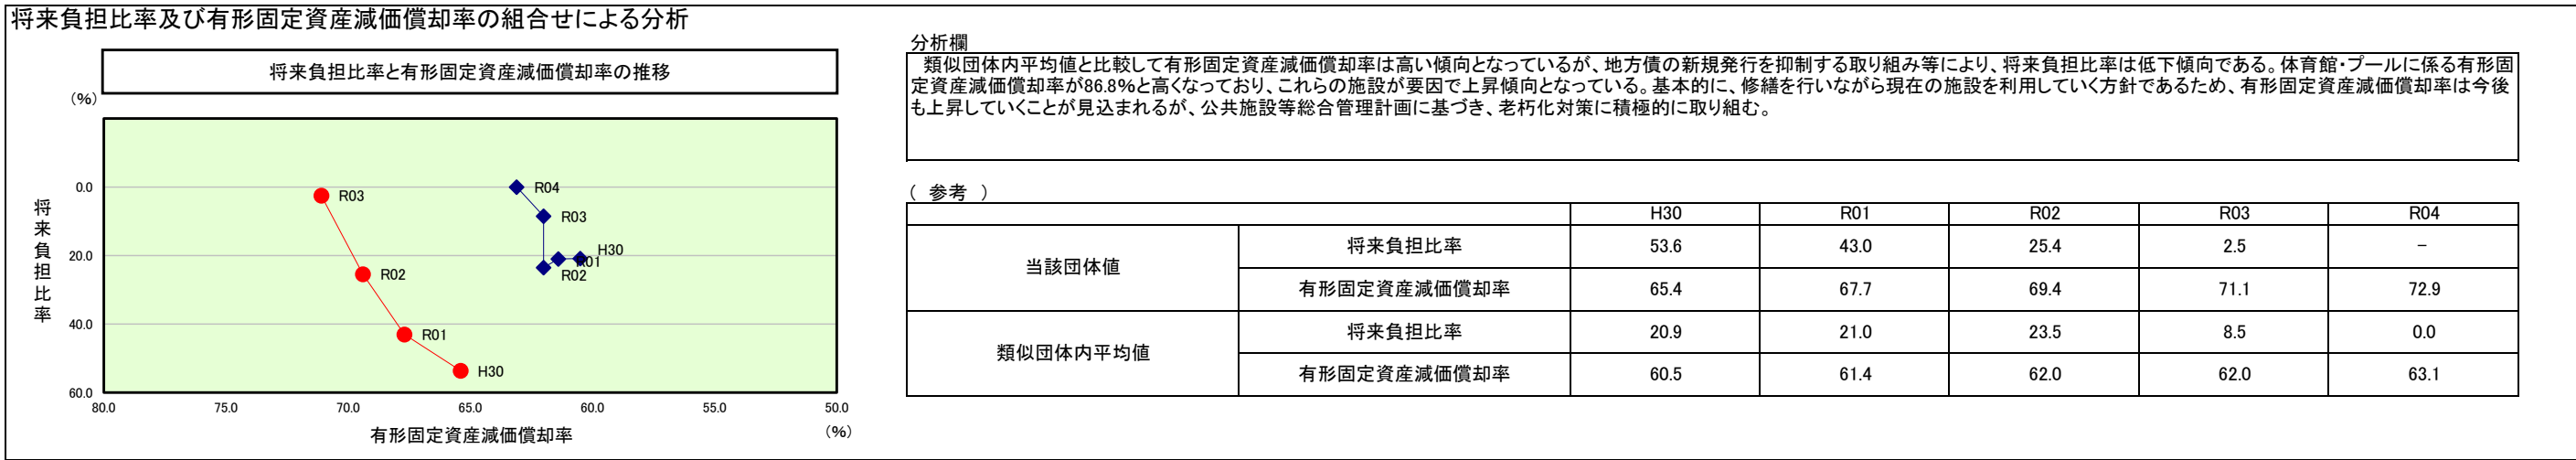 将来負担比率及び有形固定資産減価償却率の組合せによる分析
将来負担比率と有形固定資産減価償却率の推移
(%)
将来負担比率
0.0
20.0
40.0
60.0
80.0
75.0
70.0
65.0
60.0
55.0
50.0
有形固定資産減価償却率
(%)
R03
R02
R01
H30
R04
R03
H30
R01
R02
分析欄
類似団体内平均値と比較して有形固定資産減価償却率は高い傾向となっているが、地方債の新規発行を抑制する取り組み等により、将来負担比率は低下傾向である。体育館・プールに係る有形固
定資産減価償却率が86.8%と高くなっており、これらの施設が要因で上昇傾向となっている。基本的に、修繕を行いながら現在の施設を利用していく方針であるため、有形固定資産減価償却率は今後
も上昇していくことが見込まれるが、公共施設等総合管理計画に基づき、老朽化対策に積極的に取り組む。
( 参考 )
H30 R01 R02 R03 R04
当該団体値
将来負担比率 53.6 43.0 25.4 2.5 －
有形固定資産減価償却率 65.4 67.7 69.4 71.1 72.9
類似団体内平均値
将来負担比率 20.9 21.0 23.5 8.5 0.0
有形固定資産減価償却率 60.5 61.4 62.0 62.0 63.1